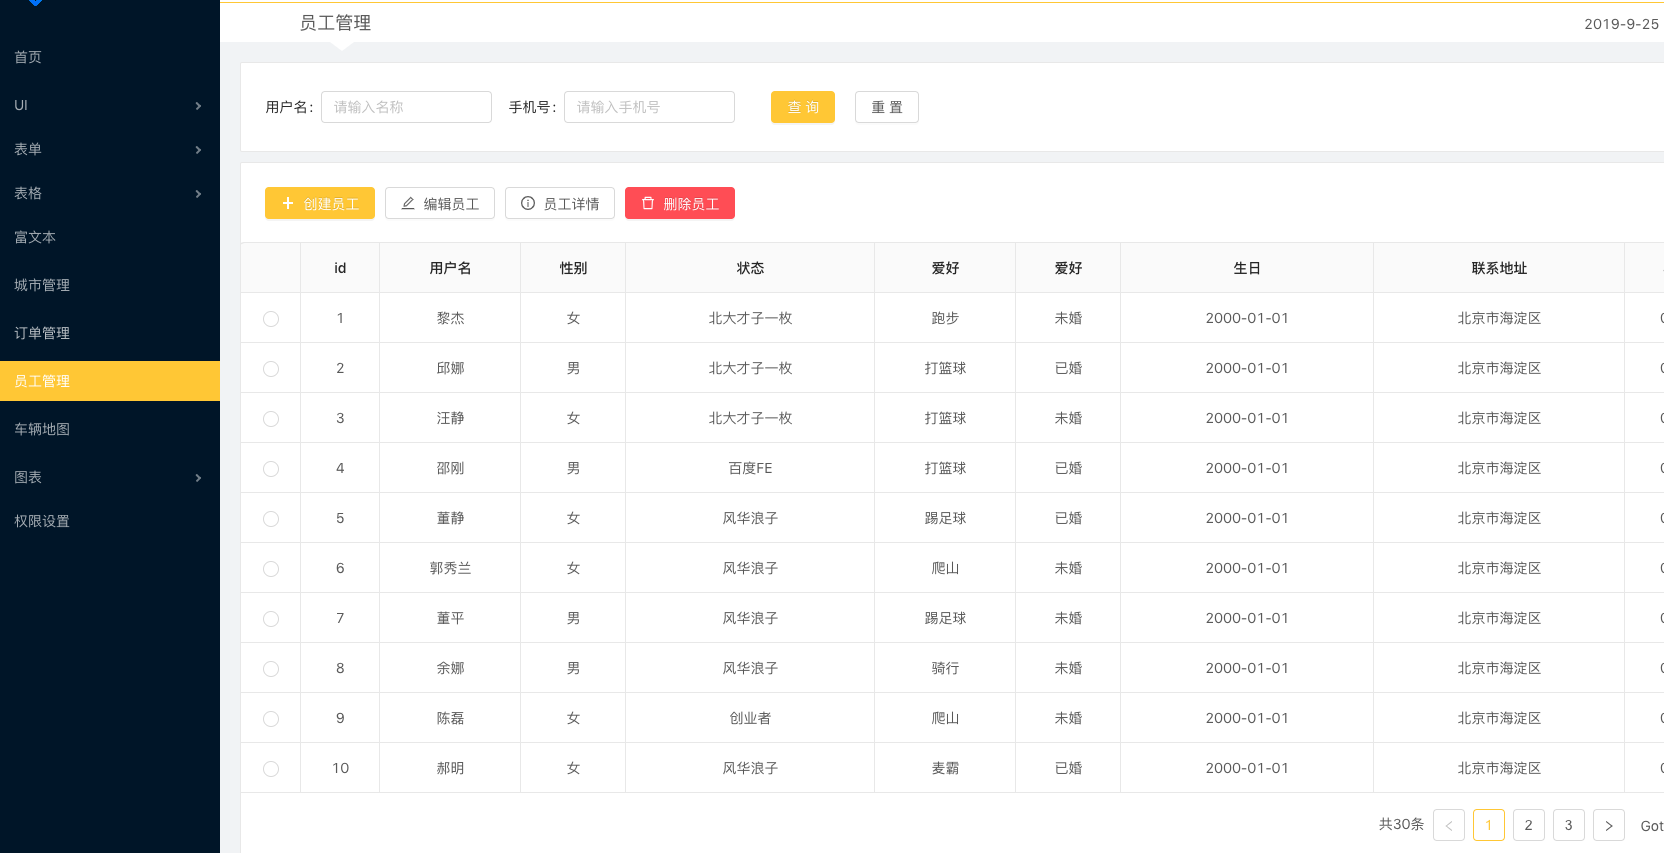 员工管理
2019-9-25
首页
UI
表单
表格
富文本
城市管理
订单管理
员工管理
车辆地图
图表
权限设置
用户名: 请输入名称 手机号: 请输入手机号 查 询 重 置
创建员工 编辑员工 员工详情 删除员工
id 用户名 性别 状态 爱好 爱好 生日 联系地址
1 黎杰 女 北大才子一枚 跑步 未婚 2000-01-01 北京市海淀区
2 邱娜 男 北大才子一枚 打篮球 已婚 2000-01-01 北京市海淀区
3 汪静 女 北大才子一枚 打篮球 未婚 2000-01-01 北京市海淀区
4 邵刚 男 百度FE 打篮球 已婚 2000-01-01 北京市海淀区
5 董静 女 风华浪子 踢足球 已婚 2000-01-01 北京市海淀区
6 郭秀兰 女 风华浪子 爬山 未婚 2000-01-01 北京市海淀区
7 董平 男 风华浪子 踢足球 未婚 2000-01-01 北京市海淀区
8 余娜 男 风华浪子 骑行 未婚 2000-01-01 北京市海淀区
9 陈磊 女 创业者 爬山 未婚 2000-01-01 北京市海淀区
10 郝明 女 风华浪子 麦霸 已婚 2000-01-01 北京市海淀区
共30条 < 1 2 3 > Got